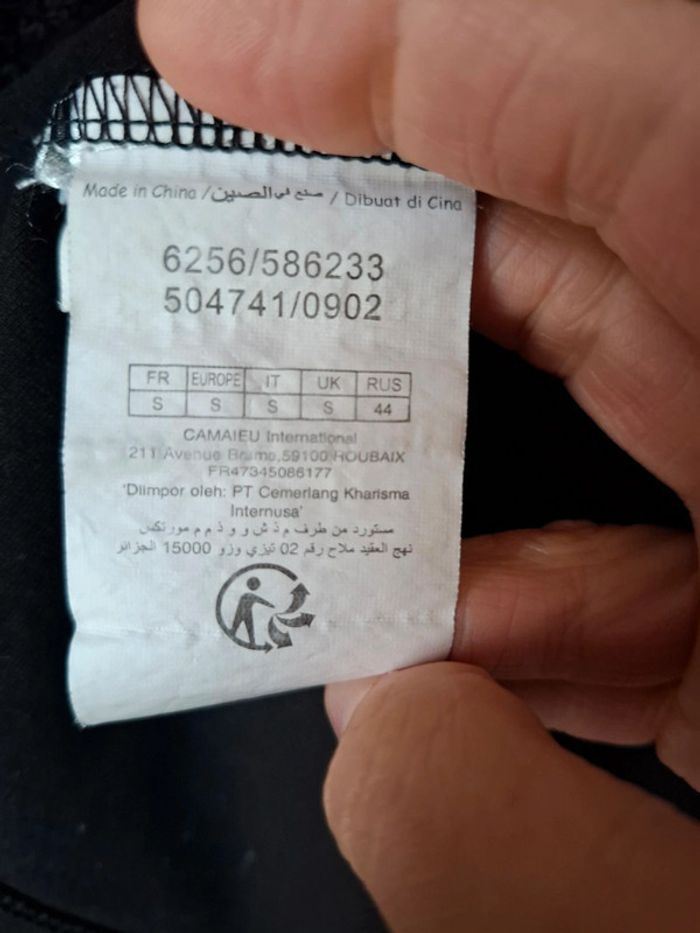 Made in China / صنع في الصين / Dibuat di Cina
6256/586233
504741/0902
FR EUROPE IT UK RUS
S S S S 44
CAMAIEU International
211 Avenue 59100 ROUBAIX
FR47345086177
'Diimpor oleh: PT Cemerlang Kharisma
Internusa'
مستورد من طرف م ذ ش و و ذ م م مورتكس
نهج العقيد ملاح رقم 02 تيزي وزو 15000 الجزائر